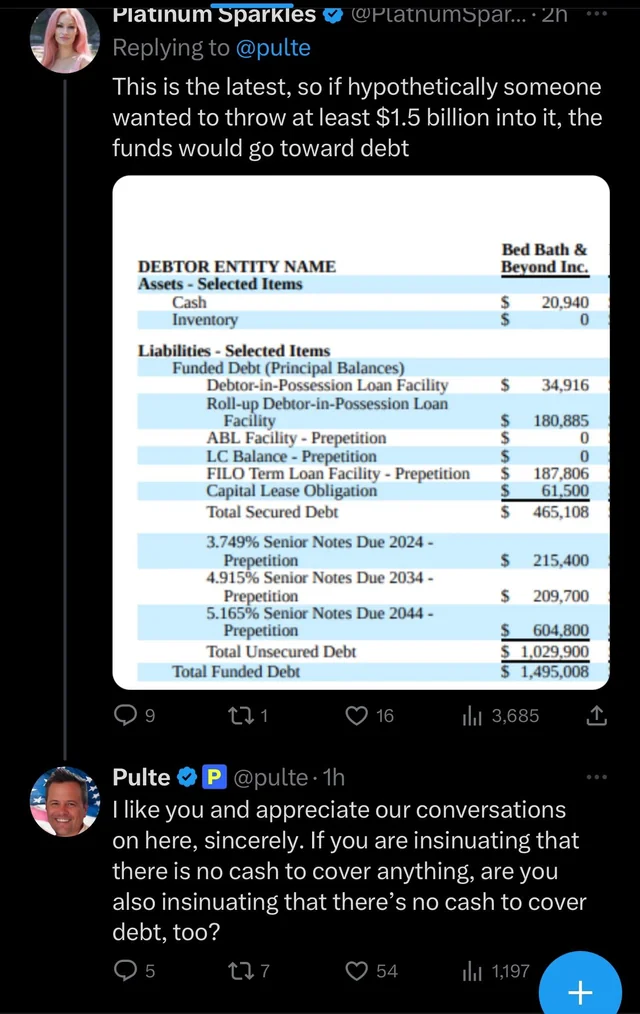 Platinum Sparkles @PlatnumSpar... · 2h
Replying to @pulte
This is the latest, so if hypothetically someone
wanted to throw at least $1.5 billion into it, the
funds would go toward debt
Bed Bath &
DEBTOR ENTITY NAME Beyond Inc.
Assets - Selected Items
Cash $ 20,940
Inventory $ 0
Liabilities - Selected Items
Funded Debt (Principal Balances)
Debtor-in-Possession Loan Facility $ 34,916
Roll-up Debtor-in-Possession Loan
Facility $ 180,885
ABL Facility - Prepetition $ 0
LC Balance - Prepetition $ 0
FILO Term Loan Facility - Prepetition $ 187,806
Capital Lease Obligation $ 61,500
Total Secured Debt $ 465,108
3.749% Senior Notes Due 2024 -
Prepetition $ 215,400
4.915% Senior Notes Due 2034 -
Prepetition $ 209,700
5.165% Senior Notes Due 2044 -
Prepetition $ 604,800
Total Unsecured Debt $ 1,029,900
Total Funded Debt $ 1,495,008
9 1 16 3,685
Pulte P @pulte · 1h
I like you and appreciate our conversations
on here, sincerely. If you are insinuating that
there is no cash to cover anything, are you
also insinuating that there's no cash to cover
debt, too?
5 7 54 1,197